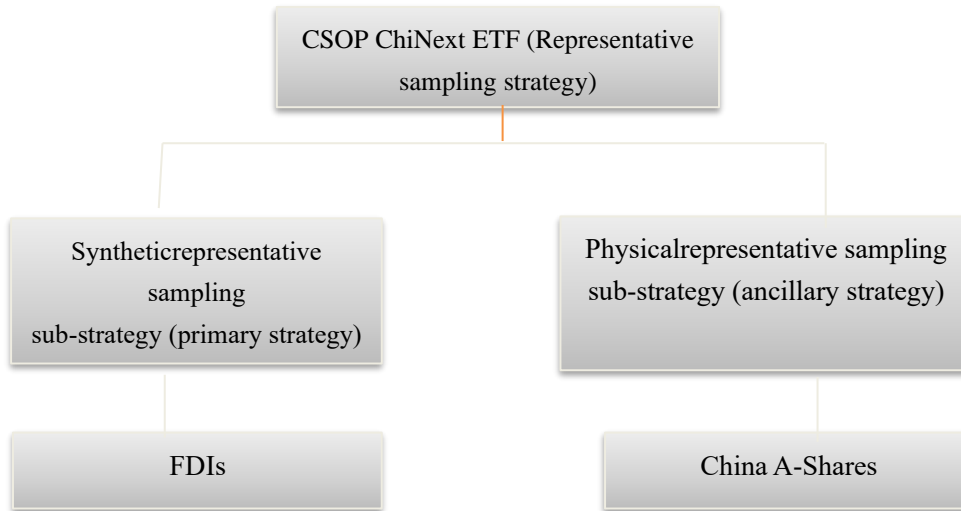 CSOP ChiNext ETF (Representative
sampling strategy)
Syntheticrepresentative
sampling
sub-strategy (primary strategy)
Physicalrepresentative sampling
sub-strategy (ancillary strategy)
FDIs
China A-Shares